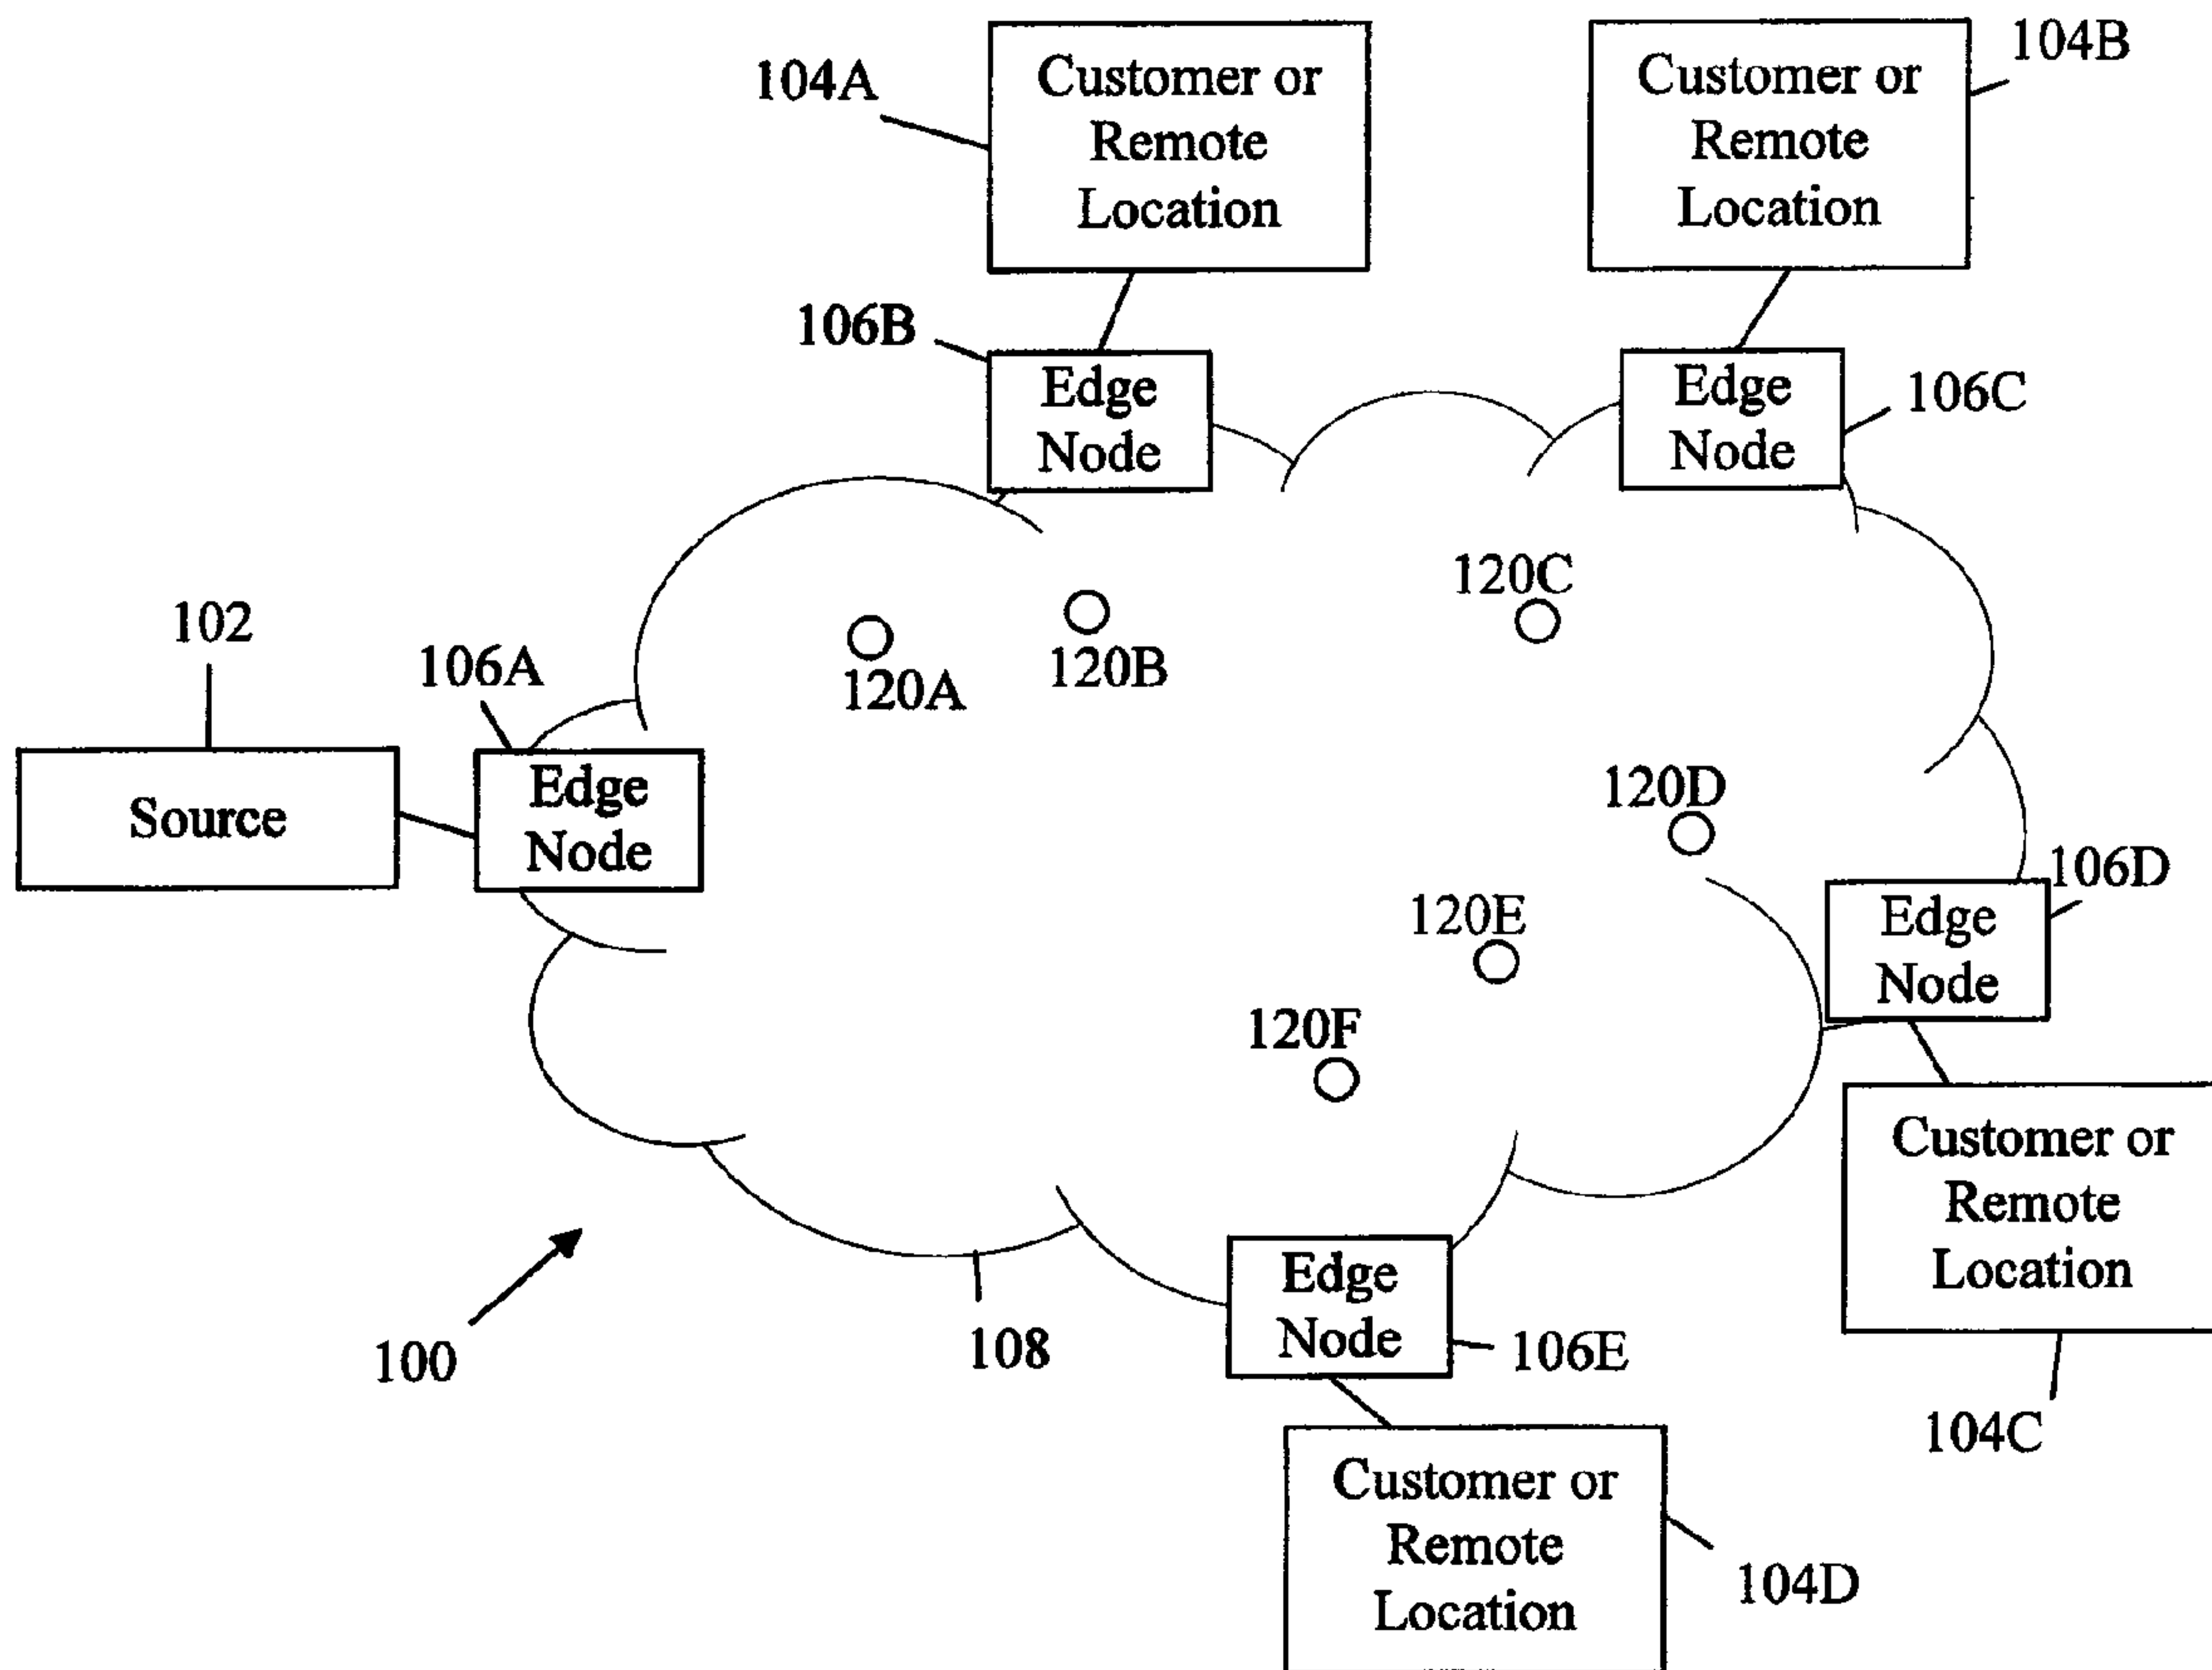 104A
Customer or
Remote
Location
Customer or
Remote
Location
104B
106B
Edge
Node
Edge
Node
106C
102
106A
120A
120B
120C
Source
Edge
Node
120D
106D
Edge
Node
120E
120F
Customer or
Remote
Location
104C
100
108
Edge
Node
106E
Customer or
Remote
Location
104D